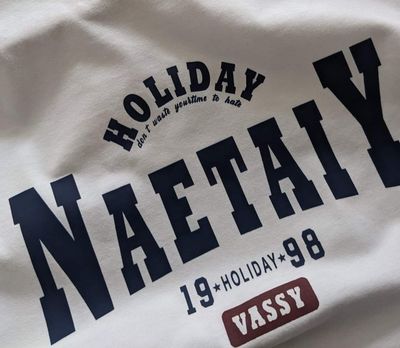 HOLIDAY
don't waste yourtime to hate
NAETAIY
19★HOLIDAY★98
VASSY